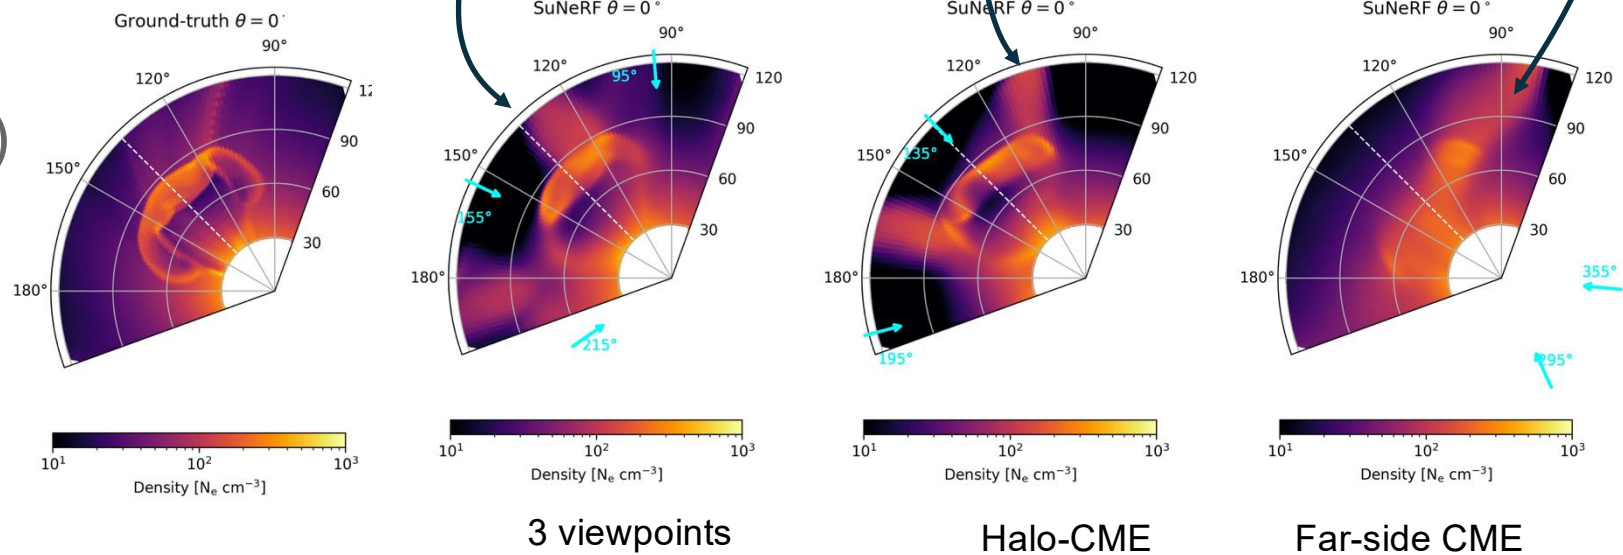 Ground-truth θ = 0°
90°
120°
150°
180°
12
90
60
30
10¹ 10² 10³
Density [Nₑ cm⁻³]
SuNeRF θ = 0°
90°
120°
150°
180°
120
90
60
30
95°
155°
215°
10¹ 10² 10³
Density [Nₑ cm⁻³]
3 viewpoints
SuNeRF θ = 0°
90°
120°
150°
180°
120
90
60
30
135°
195°
10¹ 10² 10³
Density [Nₑ cm⁻³]
Halo-CME
SuNeRF θ = 0°
90°
120°
150°
180°
120
90
60
30
355°
295°
10¹ 10² 10³
Density [Nₑ cm⁻³]
Far-side CME